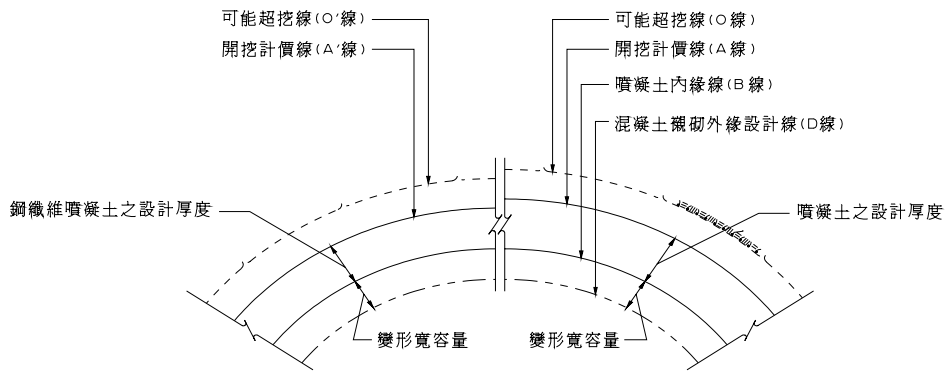 可能超挖線(O'線)
開挖計價線(A'線)
可能超挖線(O線)
開挖計價線(A線)
噴凝土內緣線(B線)
混凝土襯砌外緣設計線(D線)
鋼纖維噴凝土之設計厚度
噴凝土之設計厚度
變形寬容量
變形寬容量